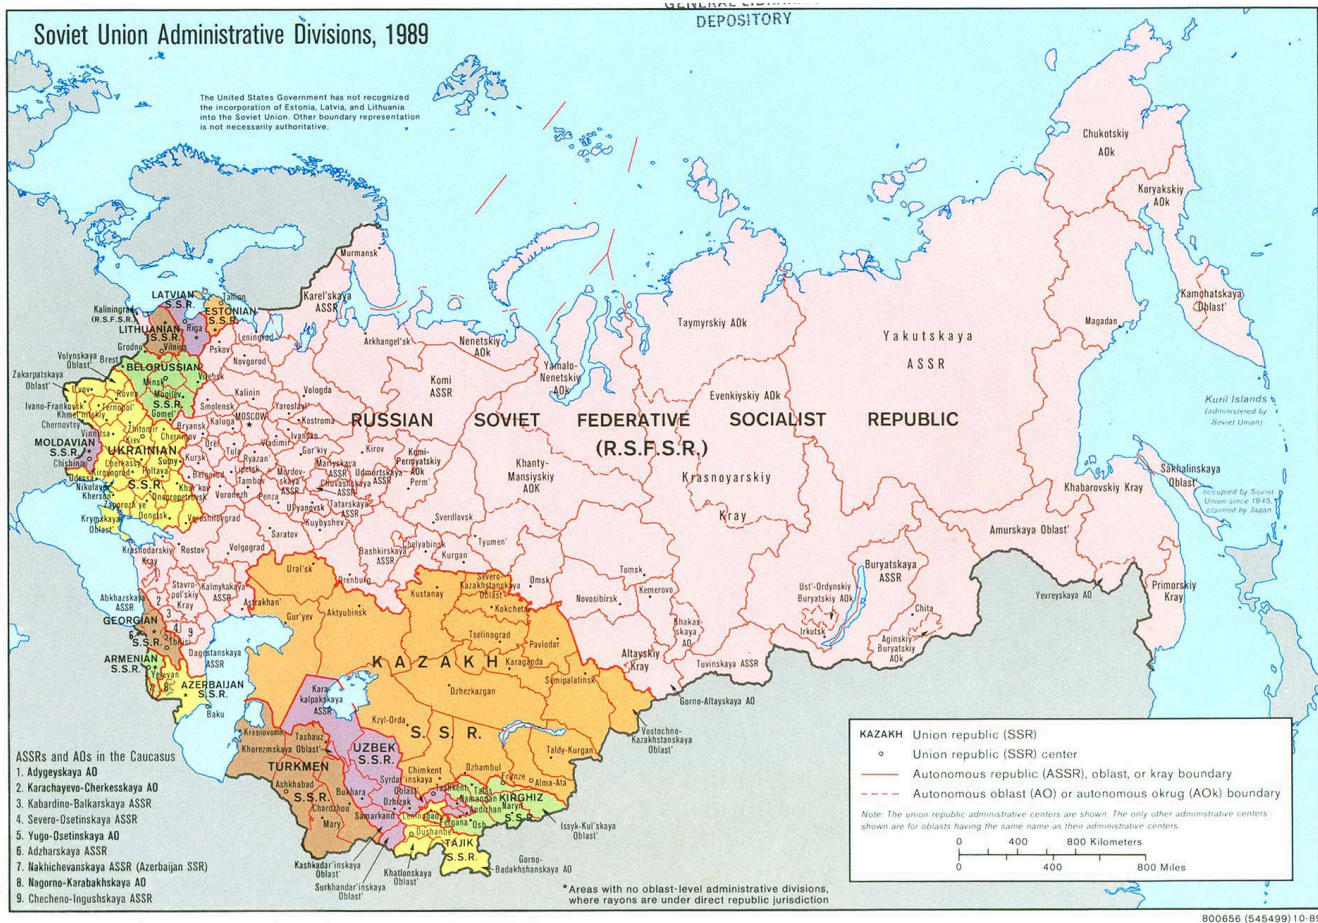 DEPOSITORY
Soviet Union Administrative Divisions, 1989
The United States Government has not recognized
the incorporation of Estonia, Latvia, and Lithuania
into the Soviet Union. Other boundary representation
is not necessarily authoritative.
Chukotskiy
AOk
Koryakskiy
AOk
Kamchatskaya
Oblast'
Magadan
Murmansk
Karel'skaya
ASSR
LATVIAN
S.S.R.
Tallinn
ESTONIAN
S.S.R.
Kaliningrad
(R.S.F.S.R.)
LITHUANIAN
S.S.R.
Riga
Vilnius
Grodno
Leningrad
Pskov
Novgorod
Arkhangel'sk
Nenetskiy
AOk
Taymyrskiy AOk
Yakutskaya
ASSR
Yamalo-
Nenetskiy
AOk
Komi
ASSR
Evenkiyskiy AOk
Volynskaya
Oblast'
Brest
Zakarpatskaya
Oblast'
BELORUSSIAN
S.S.R.
Minsk
Vitebsk
Mogilev
Gomel'
L'vov
Rovno
Ternopol'
Ivano-Frankovsk
Khmel'nitskiy
Chernovtsy
Vinnitsa
Zhitomir
Kiev
Chernigov
Kalinin
Vologda
Smolensk
MOSCOW
Yaroslavl'
Kostroma
Kaluga
Bryansk
Vladimir
Ivanovo
Orel
Tula
Ryazan'
Gor'kiy
Kirov
Komi-
Permyatskiy
AOk
Perm'
RUSSIAN SOVIET FEDERATIVE SOCIALIST REPUBLIC
(R.S.F.S.R.)
Kuril Islands
(administered by
Soviet Union)
MOLDAVIAN
S.S.R.
Chishinau
UKRAINIAN
S.S.R.
Cherkassy
Kirovograd
Poltava
Sumy
Kursk
Lipetsk
Belgorod
Tambov
Voronezh
Penza
Mordov-
skaya
ASSR
Mariyskaya
ASSR
Chuvashskaya
ASSR
Udmurtskaya
ASSR
Tatarskaya
ASSR
Ul'yanovsk
Kuybyshev
Khanty-
Mansiyskiy
AOK
Krasnoyarskiy
Kray
Sakhalinskaya
Oblast'
occupied by Soviet
Union since 1945,
claimed by Japan
Khabarovskiy Kray
Amurskaya Oblast'
Odessa
Nikolayev
Kherson
Khar'kov
Dnepropetrovsk
Zaporozh'ye
Donetsk
Voroshilovgrad
Krymskaya
Oblast'
Saratov
Sverdlovsk
Tyumen'
Chelyabinsk
Bashkirskaya
ASSR
Kurgan
Krasnodarskiy
Kray
Rostov
Volgograd
Stavro-
pol'skiy
Kray
Kalmykskaya
ASSR
Astrakhan'
Ural'sk
Orenburg
Kustanay
Severo-
Kazakhstanskaya
Oblast'
Kokchetav
Omsk
Tomsk
Novosibirsk
Kemerovo
Khakas-
skaya
AO
Altayskiy
Kray
Tuvinskaya ASSR
Gorno-Altayskaya AO
Ust'-Ordynskiy
Buryatskiy AOk
Irkutsk
Buryatskaya
ASSR
Chita
Aginskiy
Buryatskiy
AOk
Yevreyskaya AO
Primorskiy
Kray
Gur'yev
Aktyubinsk
Tselinograd
Pavlodar
Karaganda
Semipalatinsk
Dzhezkazgan
KAZAKH
S.S.R.
Vostochno-
Kazakhstanskaya
Oblast'
Abkhazskaya
ASSR
GEORGIAN
S.S.R.
Tbilisi
Dagestanskaya
ASSR
ARMENIAN
S.S.R.
Yerevan
AZERBAIJAN
S.S.R.
Baku
1
2
3
4
5
6
7
8
9
Kara-
kalpakskaya
ASSR
Kzyl-Orda
Krasnovodsk
Tashauz
Khorezmskaya
Oblast'
UZBEK
S.S.R.
TURKMEN
S.S.R.
Ashkhabad
Chardzhou
Mary
Bukhara
Samarkand
Dzhizak
Syrdar'inskaya
Oblast'
Chimkent
Dzhambul
Taldy-Kurgan
Frunze
Alma-Ata
Tashkent
Talas
Namangan
Andizhan
Fergana
Osh
Naryn
KIRGHIZ
S.S.R.
Issyk-Kul'skaya
Oblast'
Leninabad
Dushanbe
TAJIK
S.S.R.
Gorno-
Badakhshanskaya AO
Kashkadar'inskaya
Oblast'
Surkhandar'inskaya
Oblast'
Khatlonskaya
Oblast'
ASSRs and AOs in the Caucasus
1. Adygeyskaya AO
2. Karachayevo-Cherkesskaya AO
3. Kabardino-Balkarskaya ASSR
4. Severo-Osetinskaya ASSR
5. Yugo-Osetinskaya AO
6. Adzharskaya ASSR
7. Nakhichevanskaya ASSR (Azerbaijan SSR)
8. Nagorno-Karabakhskaya AO
9. Checheno-Ingushskaya ASSR
*Areas with no oblast-level administrative divisions,
where rayons are under direct republic jurisdiction
KAZAKH Union republic (SSR)
Union republic (SSR) center
Autonomous republic (ASSR), oblast, or kray boundary
Autonomous oblast (AO) or autonomous okrug (AOk) boundary
Note: The union republic administrative centers are shown. The only other administrative centers
shown are for oblasts having the same name as their administrative centers.
0 400 800 Kilometers
0 400 800 Miles
800656 (545499) 10-89